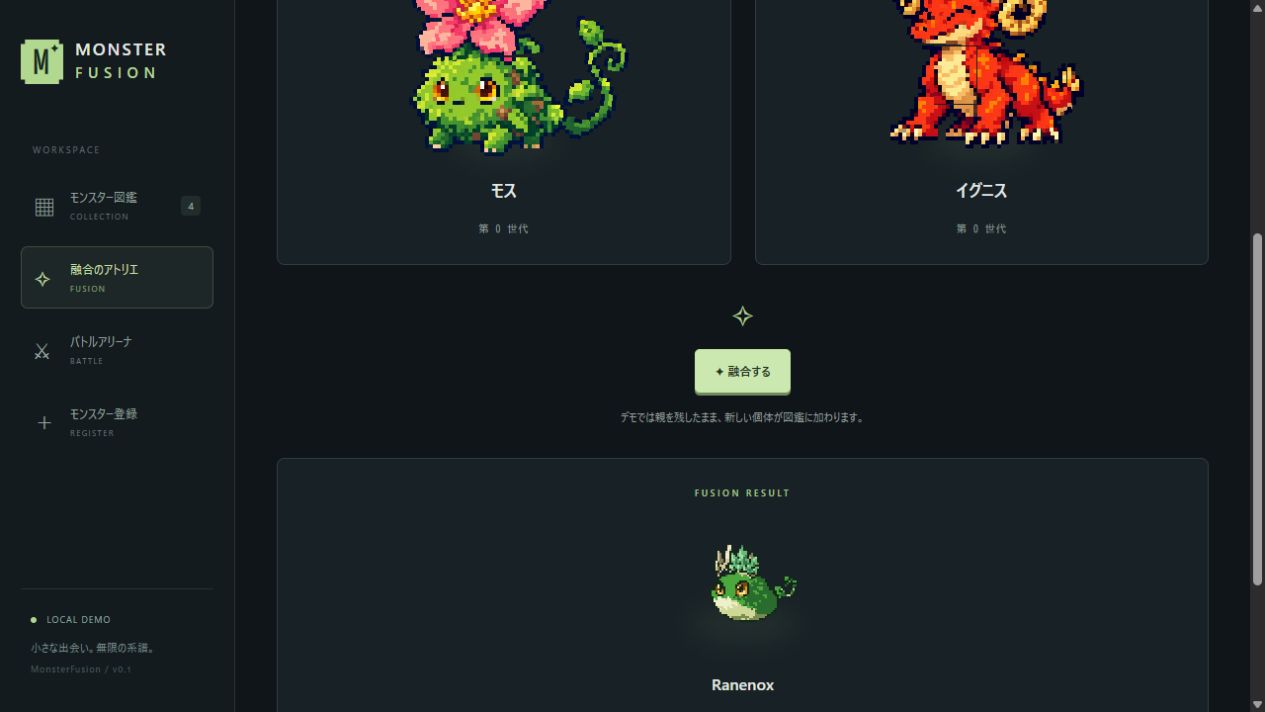 M
MONSTER
FUSION
WORKSPACE
モンスター図鑑
COLLECTION
4
融合のアトリエ
FUSION
バトルアリーナ
BATTLE
モンスター登録
REGISTER
LOCAL DEMO
小さな出会い。無限の系譜。
MonsterFusion / v0.1
モス
第 0 世代
イグニス
第 0 世代
✦ 融合する
デモでは親を残したまま、新しい個体が図鑑に加わります。
FUSION RESULT
Ranenox